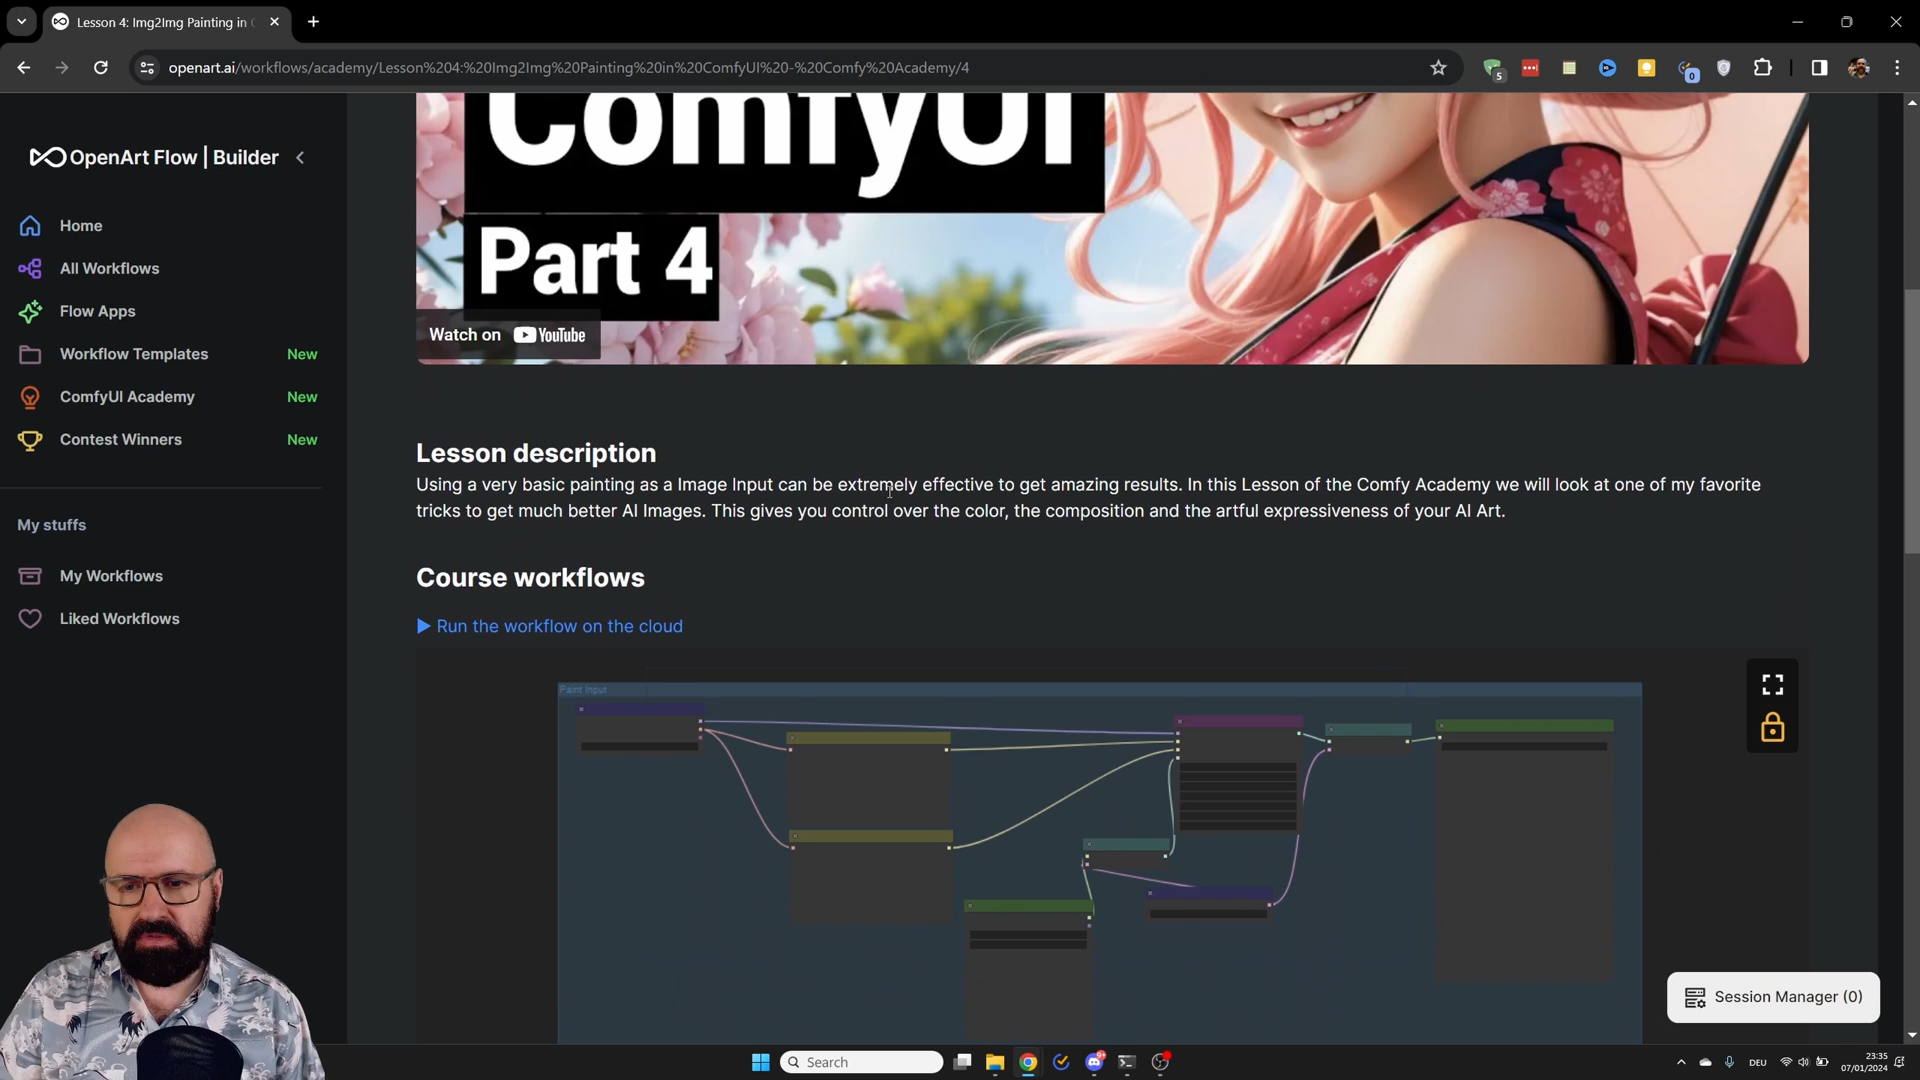 Lesson 4: Img2Img Painting in
openart.ai/workflows/academy/Lesson%204:%20Img2Img%20Painting%20in%20ComfyUI%20-%20Comfy%20Academy/4
5
0
OpenArt Flow | Builder
Home
All Workflows
Flow Apps
Workflow Templates New
ComfyUI Academy New
Contest Winners New
My stuffs
My Workflows
Liked Workflows
ComfyUI
Part 4
Watch on YouTube
Lesson description
Using a very basic painting as a Image Input can be extremely effective to get amazing results. In this Lesson of the Comfy Academy we will look at one of my favorite
tricks to get much better AI Images. This gives you control over the color, the composition and the artful expressiveness of your AI Art.
Course workflows
Run the workflow on the cloud
Paint Input
Session Manager (0)
Search
DEU
23:35
07/01/2024